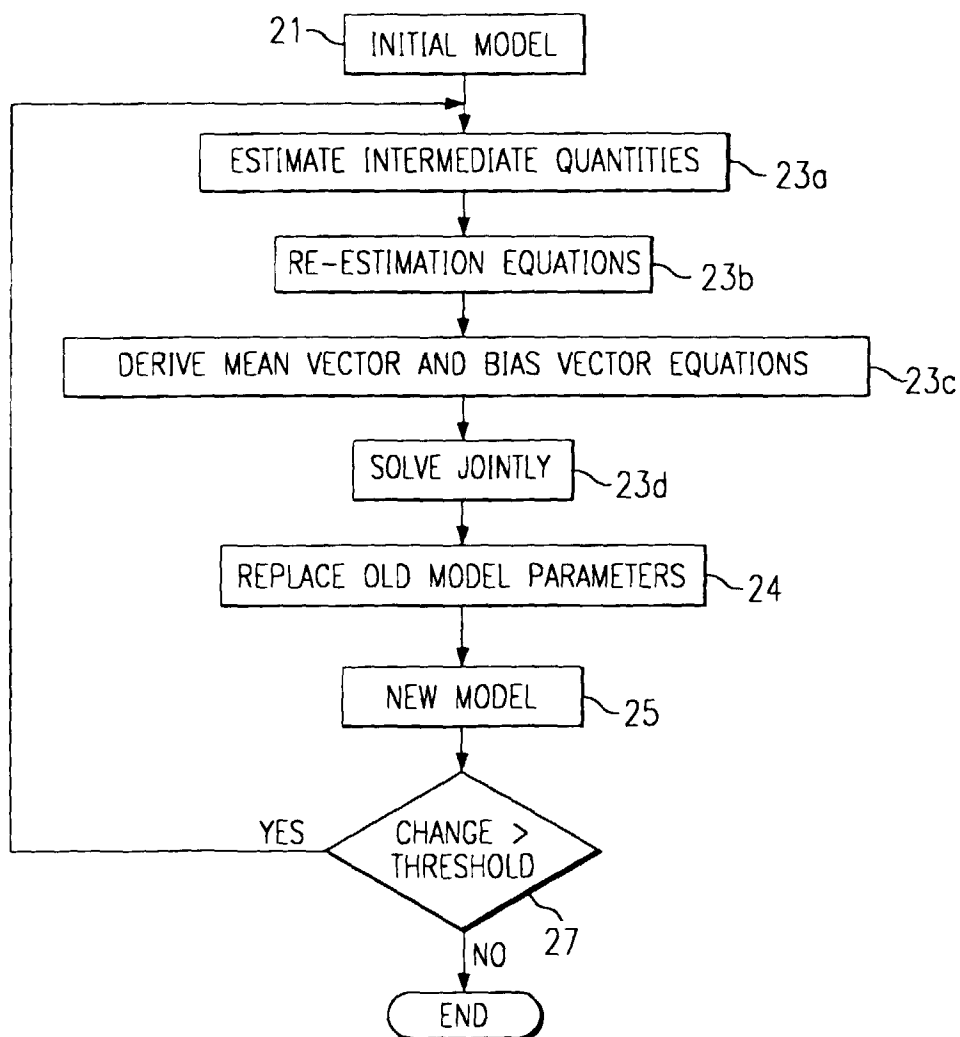 21
INITIAL MODEL
ESTIMATE INTERMEDIATE QUANTITIES
23a
RE-ESTIMATION EQUATIONS
23b
DERIVE MEAN VECTOR AND BIAS VECTOR EQUATIONS
23c
SOLVE JOINTLY
23d
REPLACE OLD MODEL PARAMETERS
24
NEW MODEL
25
YES
CHANGE >
THRESHOLD
27
NO
END